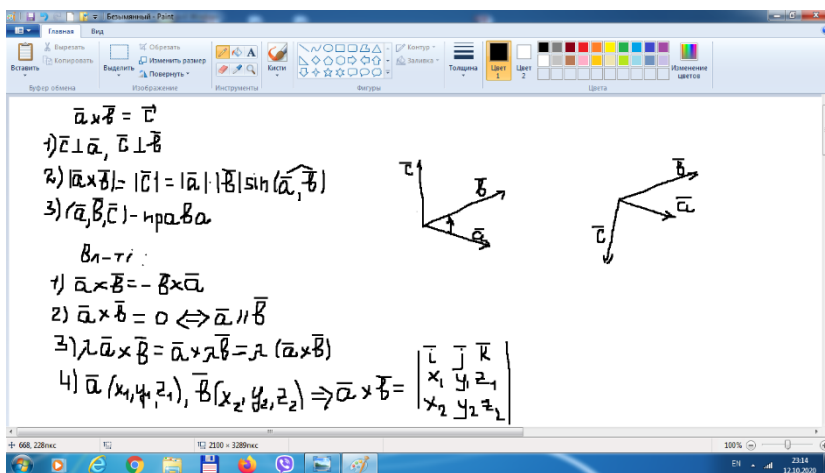 Безымянный - Paint
Главная Вид
Вставить
Вырезать
Копировать
Буфер обмена
Выделить
Обрезать
Изменить размер
Повернуть
Изображение
Инструменты
Кисти
Контур
Заливка
Фигуры
Толщина
Цвет 1
Цвет 2
Цвета
Изменение цветов
a̅ x b̅ = c̅
1) c̅ ⊥ a̅, c̅ ⊥ b̅
2) |a̅ x b̅| = |c̅| = |a̅|·|b̅| sin(a̅, b̅)
3) (a̅, b̅, c̅) - права
c̅ b̅ a̅
b̅ a̅ c̅
Вл-ті:
1) a̅ x b̅ = - b̅ x a̅
2) a̅ x b̅ = 0 ⟺ a̅ || b̅
3) λ a̅ x b̅ = a̅ x λ b̅ = λ (a̅ x b̅)
4) a̅ (x₁, y₁, z₁), b̅ (x₂, y₂, z₂) ⇒ a̅ x b̅ = | i̅ j̅ k̅ |
x₁ y₁ z₁
x₂ y₂ z₂
668, 228пкс
2100 × 3289пкс
100%
EN
23:14
12.10.2020